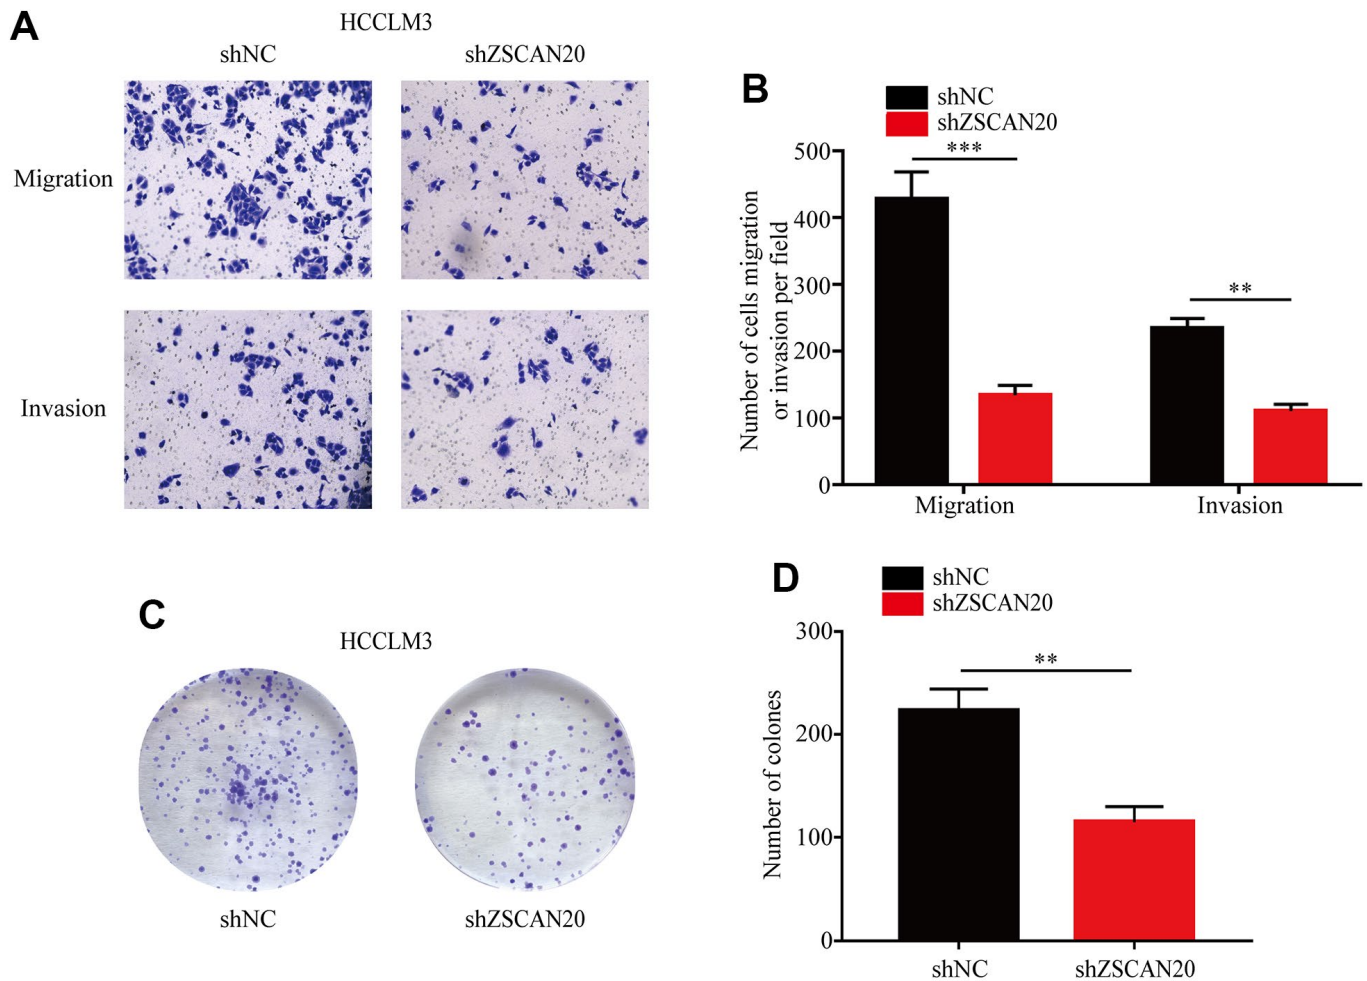 A
HCCLM3
shNC
shZSCAN20
Migration
Invasion
B
shNC
shZSCAN20
Number of cells migration
or invasion per field
500
400
300
200
100
0
***
**
Migration
Invasion
C
HCCLM3
shNC
shZSCAN20
D
shNC
shZSCAN20
Number of colones
300
200
100
0
**
shNC
shZSCAN20